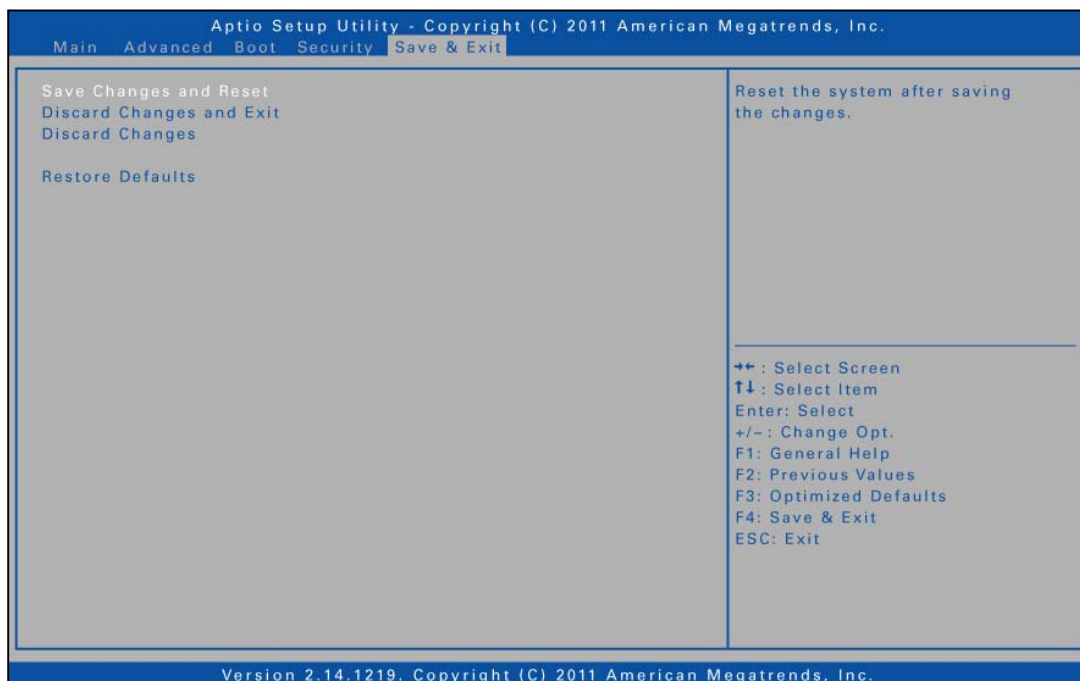 Aptio Setup Utility - Copyright (C) 2011 American Megatrends, Inc.
Main Advanced Boot Security Save & Exit
Save Changes and Reset
Discard Changes and Exit
Discard Changes
Restore Defaults
Reset the system after saving
the changes.
→← : Select Screen
↑↓ : Select Item
Enter: Select
+/– : Change Opt.
F1: General Help
F2: Previous Values
F3: Optimized Defaults
F4: Save & Exit
ESC: Exit
Version 2.14.1219. Copyright (C) 2011 American Megatrends, Inc.